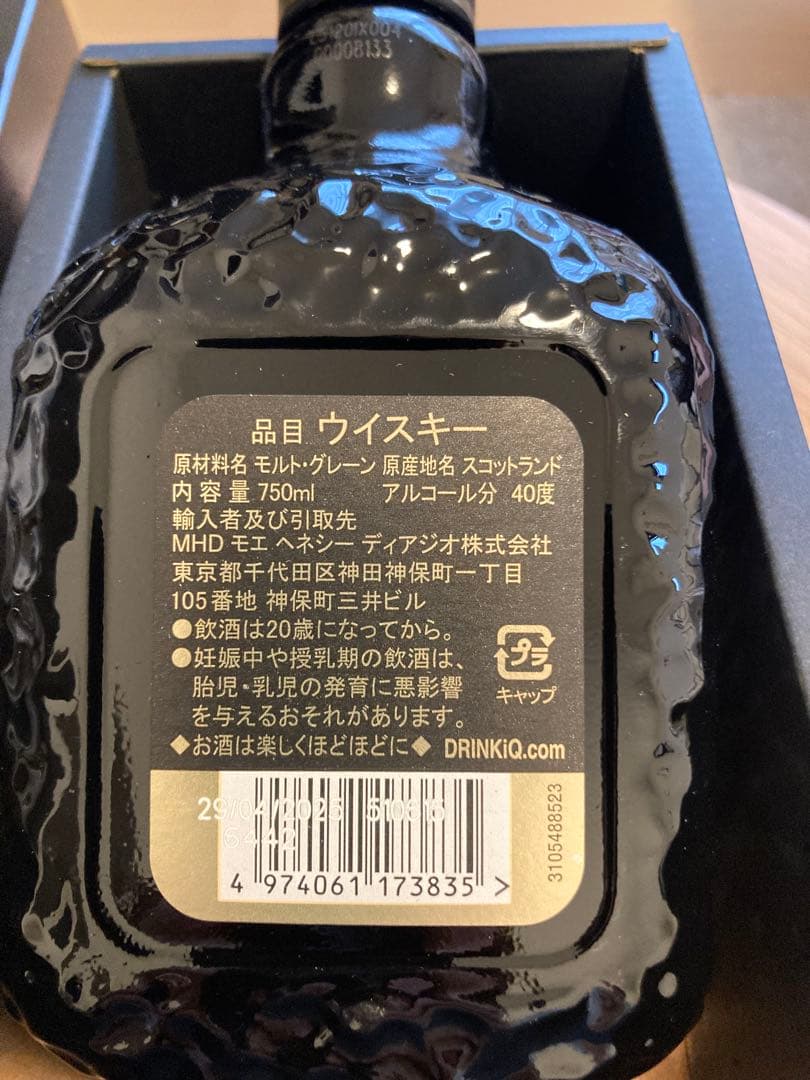 00008133
品目 ウイスキー
原材料名 モルト・グレーン 原産地名 スコットランド
内容量 750ml アルコール分 40度
輸入者及び引取先
MHD モエ ヘネシー ディアジオ株式会社
東京都千代田区神田神保町一丁目
105番地 神保町三井ビル
●飲酒は20歳になってから。
●妊娠中や授乳期の飲酒は、
胎児・乳児の発育に悪影響
を与えるおそれがあります。
プラ
キャップ
◆お酒は楽しくほどほどに◆ DRINKiQ.com
29/04/2025
6442
4 974061 173835 >
3105488523